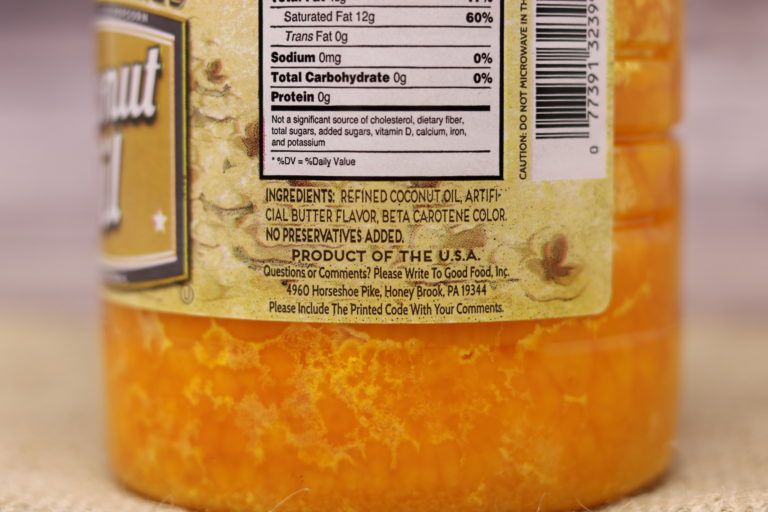 Saturated Fat 12g 60%
Trans Fat 0g
Sodium 0mg 0%
Total Carbohydrate 0g 0%
Protein 0g
Not a significant source of cholesterol, dietary fiber,
total sugars, added sugars, vitamin D, calcium, iron,
and potassium
* %DV = %Daily Value
INGREDIENTS: REFINED COCONUT OIL, ARTIFI-
CIAL BUTTER FLAVOR, BETA CAROTENE COLOR.
NO PRESERVATIVES ADDED.
PRODUCT OF THE U.S.A.
Questions or Comments? Please Write To Good Food, Inc.
4960 Horseshoe Pike, Honey Brook, PA 19344
Please Include The Printed Code With Your Comments.
CAUTION: DO NOT MICROWAVE IN TH
0 77391 3239
nut